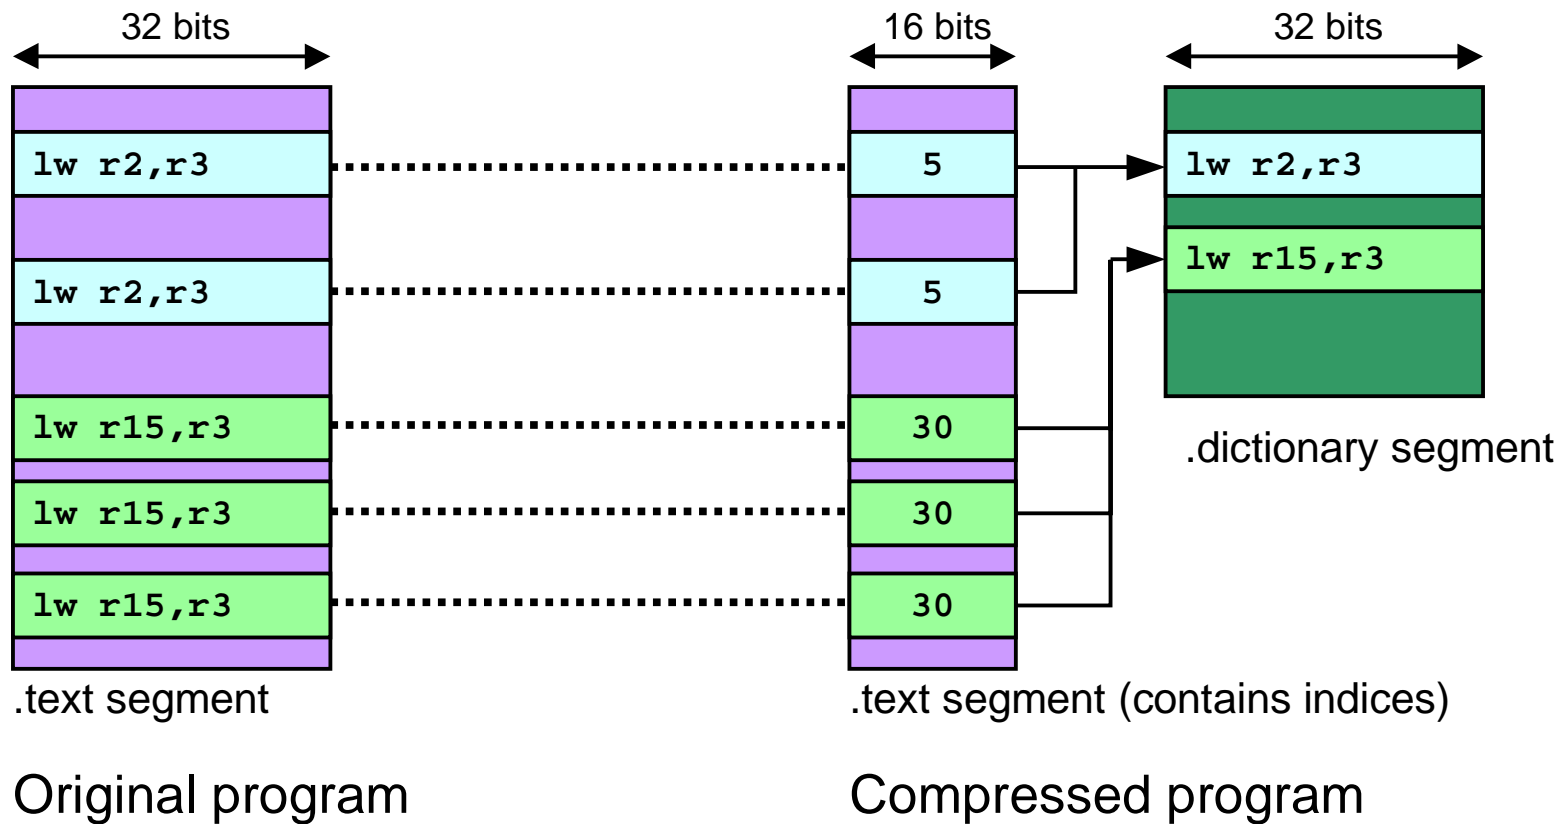 32 bits
16 bits
32 bits
lw r2,r3
5
lw r2,r3
lw r15,r3
lw r2,r3
5
lw r15,r3
30
.dictionary segment
lw r15,r3
30
lw r15,r3
30
.text segment
.text segment (contains indices)
Original program
Compressed program